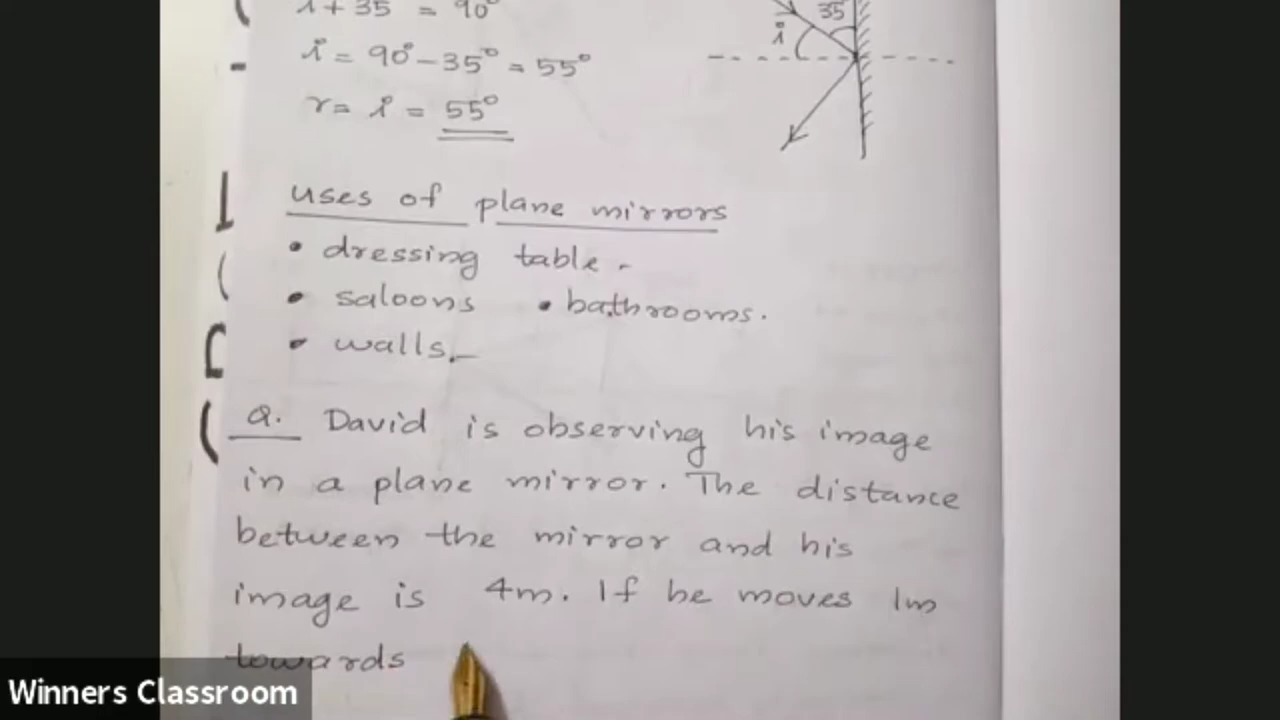 i + 35 = 90°
35
i
i = 90° - 35° = 55°
r = i = 55°
uses of plane mirrors
• dressing table.
• saloons • bathrooms.
• walls.
Q. David is observing his image
in a plane mirror. The distance
between the mirror and his
image is 4m. If he moves 1m
towards
Winners Classroom